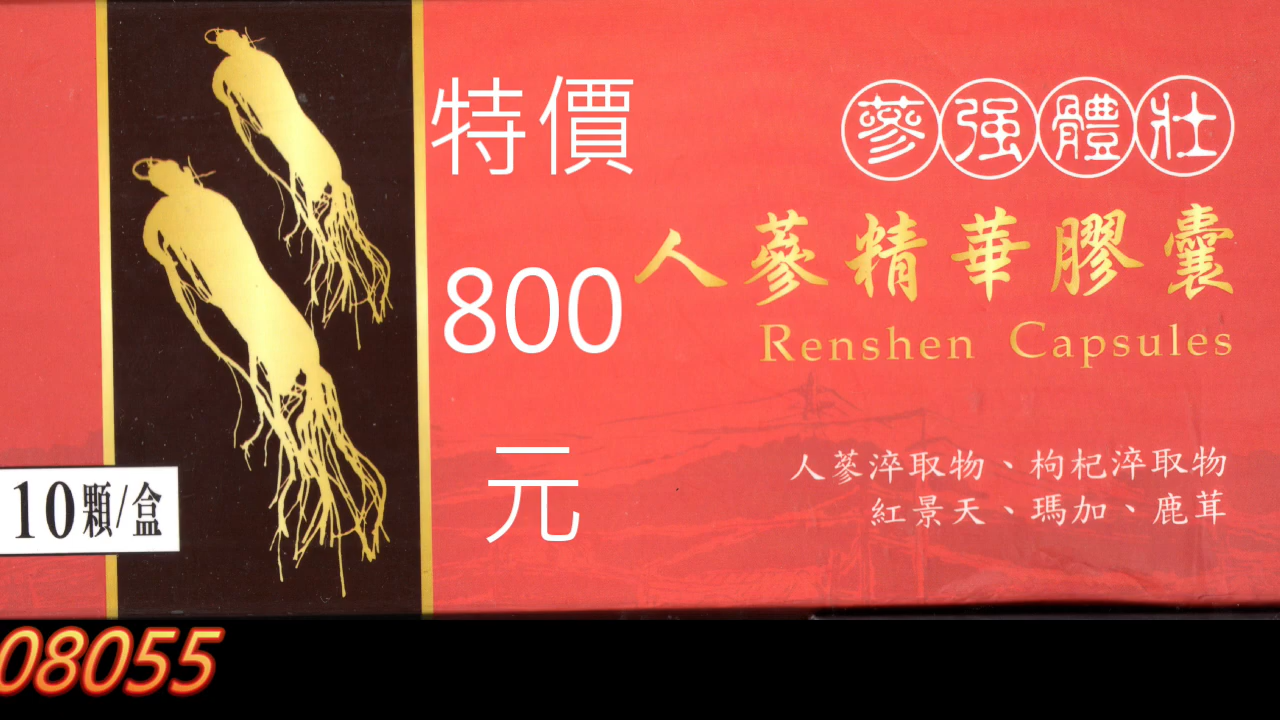 特價
800
元
蔘强體壯
人蔘精華膠囊
Renshen Capsules
人蔘淬取物、枸杞淬取物
紅景天、瑪加、鹿茸
10顆/盒
08055